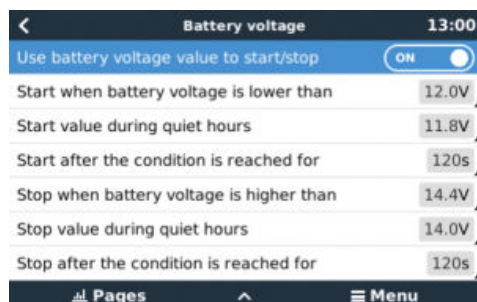 Battery voltage 13:00
Use battery voltage value to start/stop ON
Start when battery voltage is lower than 12.0V
Start value during quiet hours 11.8V
Start after the condition is reached for 120s
Stop when battery voltage is higher than 14.4V
Stop value during quiet hours 14.0V
Stop after the condition is reached for 120s
Pages Menu